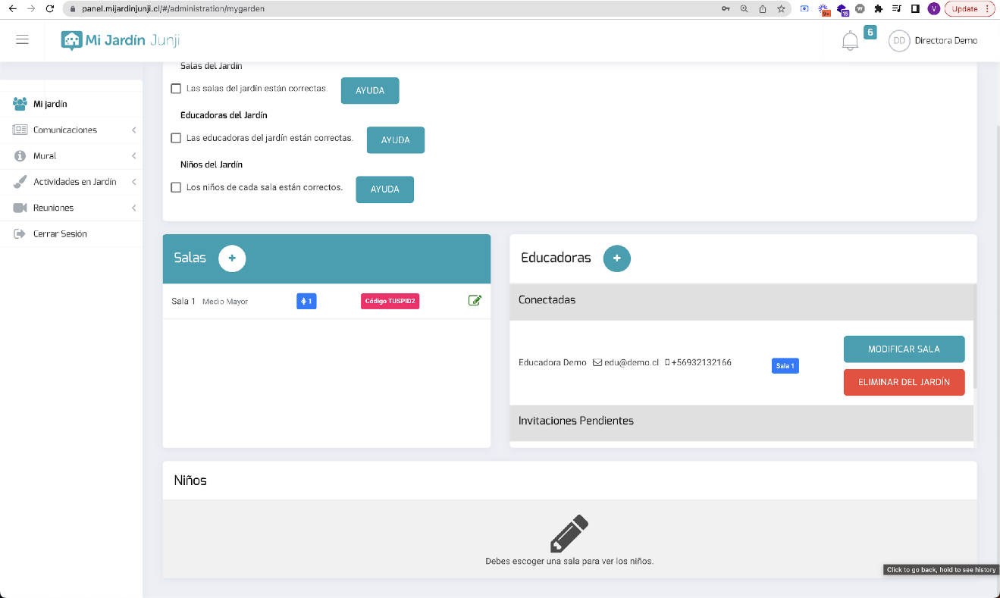 panel.mijardinjunji.cl/#/administration/mygarden
9+
15
W
V
Update
Mi Jardín Junji
6
DD
Directora Demo
Salas del Jardín
Las salas del jardín están correctas.
AYUDA
Mi jardín
Educadoras del Jardín
Comunicaciones
Las educadoras del jardín están correctas.
AYUDA
Mural
Niños del Jardín
Actividades en Jardín
Los niños de cada sala están correctos.
AYUDA
Reuniones
Cerrar Sesión
Salas
+
Sala 1 Medio Mayor
1
Código TUSPID2
Educadoras
+
Conectadas
Educadora Demo edu@demo.cl +56932132166
Sala 1
MODIFICAR SALA
ELIMINAR DEL JARDÍN
Invitaciones Pendientes
Niños
Debes escoger una sala para ver los niños.
Click to go back, hold to see history